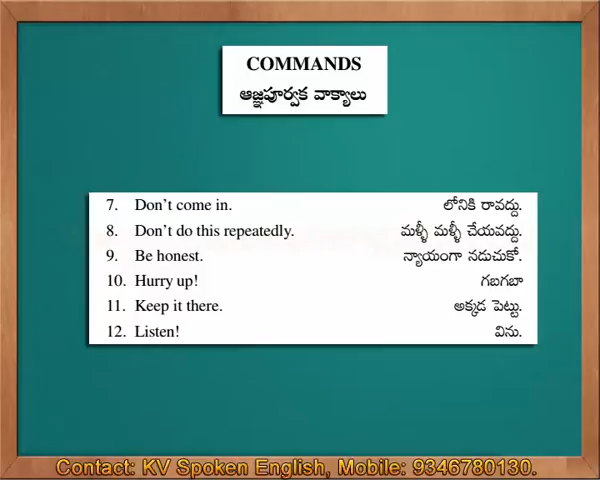 COMMANDS
ఆజ్ఞపూర్వక వాక్యాలు
7. Don't come in. లోనికి రావద్దు.
8. Don't do this repeatedly. మళ్ళీ మళ్ళీ చేయవద్దు.
9. Be honest. న్యాయంగా నడుచుకో.
10. Hurry up! గబగబా
11. Keep it there. అక్కడ పెట్టు.
12. Listen! విను.
Contact: KV Spoken English, Mobile: 9346780130.